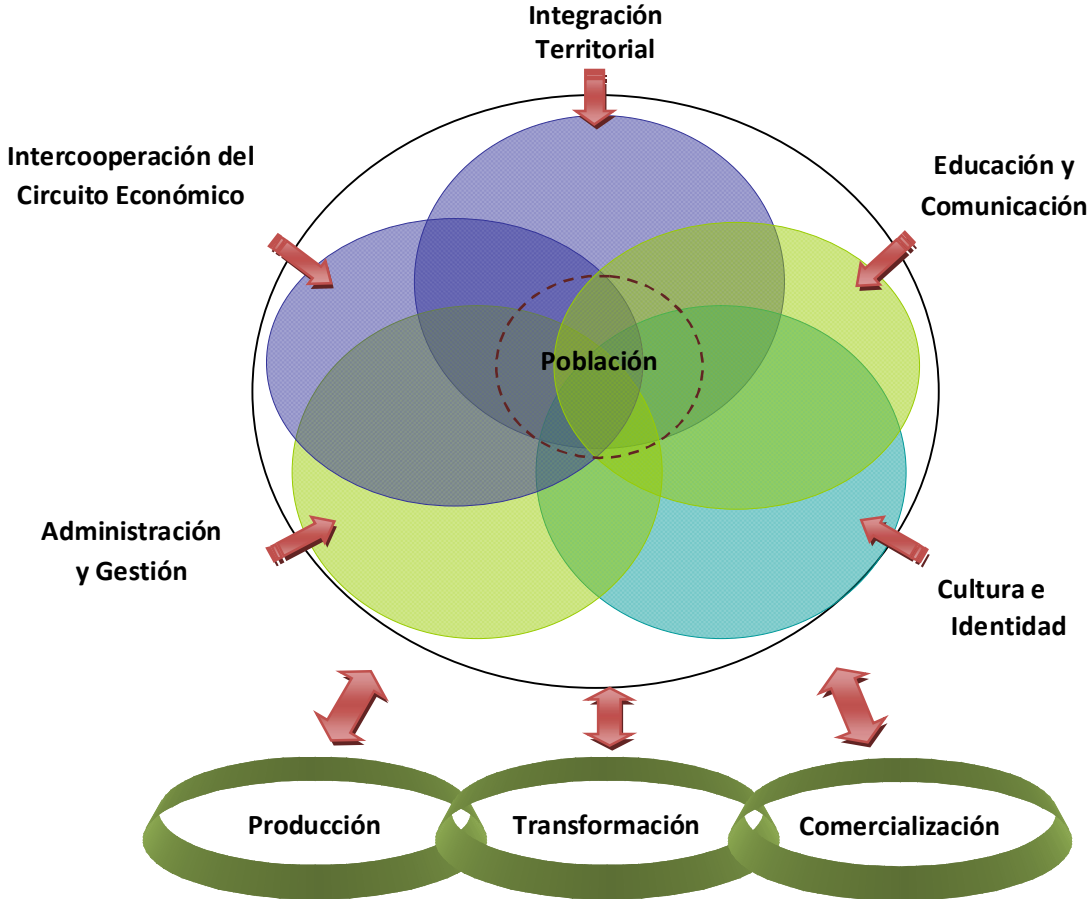 Integración
Territorial
Intercooperación del
Circuito Económico
Educación y
Comunicación
Población
Administración
y Gestión
Cultura e
Identidad
Producción
Transformación
Comercialización